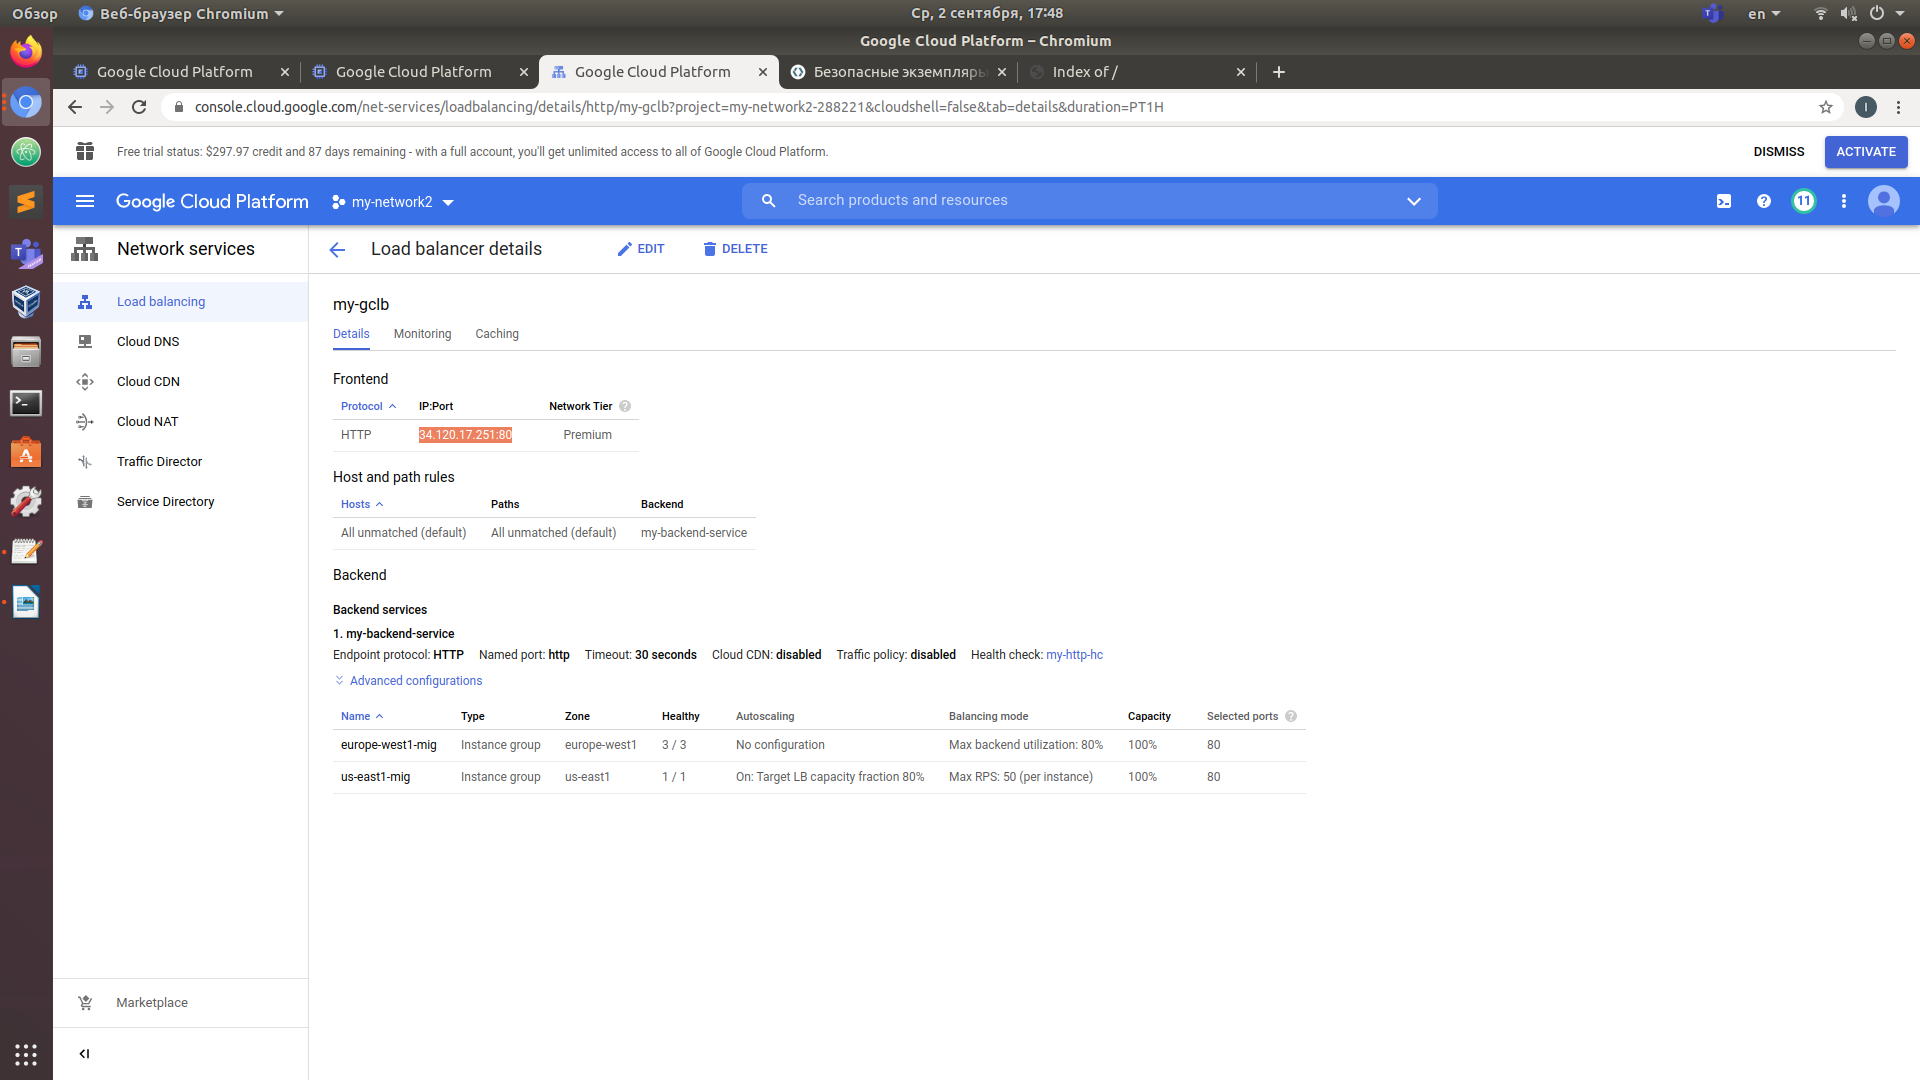 Обзор Веб-браузер Chromium Ср, 2 сентября, 17:48 en
Google Cloud Platform – Chromium
Google Cloud Platform Google Cloud Platform Google Cloud Platform Безопасные экземпляры Index of /
console.cloud.google.com/net-services/loadbalancing/details/http/my-gclb?project=my-network2-288221&cloudshell=false&tab=details&duration=PT1H I
Free trial status: $297.97 credit and 87 days remaining - with a full account, you'll get unlimited access to all of Google Cloud Platform. DISMISS ACTIVATE
Google Cloud Platform my-network2 Search products and resources 11
Network services
Load balancing
Cloud DNS
Cloud CDN
Cloud NAT
Traffic Director
Service Directory
Marketplace
Load balancer details EDIT DELETE
my-gclb
Details Monitoring Caching
Frontend
Protocol IP:Port Network Tier
HTTP 34.120.17.251:80 Premium
Host and path rules
Hosts Paths Backend
All unmatched (default) All unmatched (default) my-backend-service
Backend
Backend services
1. my-backend-service
Endpoint protocol: HTTP Named port: http Timeout: 30 seconds Cloud CDN: disabled Traffic policy: disabled Health check: my-http-hc
Advanced configurations
Name Type Zone Healthy Autoscaling Balancing mode Capacity Selected ports
europe-west1-mig Instance group europe-west1 3 / 3 No configuration Max backend utilization: 80% 100% 80
us-east1-mig Instance group us-east1 1 / 1 On: Target LB capacity fraction 80% Max RPS: 50 (per instance) 100% 80